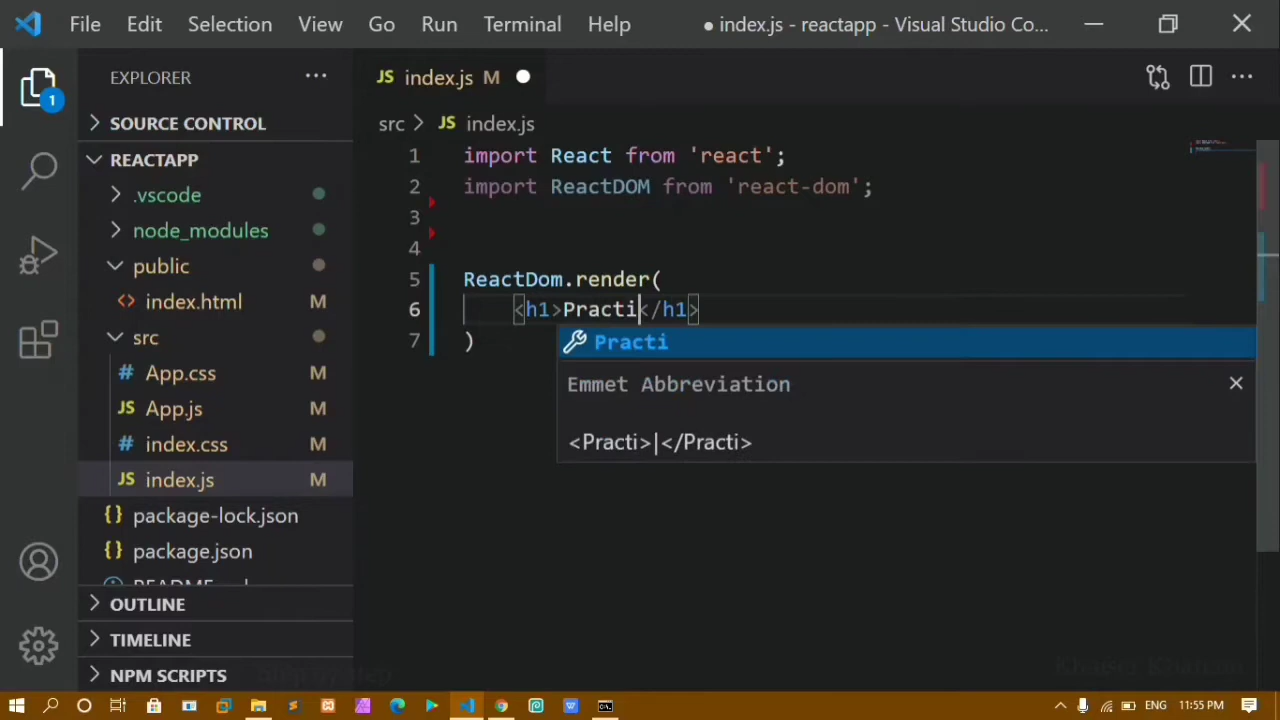 File Edit Selection View Go Run Terminal Help ● index.js - reactapp - Visual Studio Co...
EXPLORER ···
1
SOURCE CONTROL
REACTAPP
.vscode
node_modules
public
<> index.html M
src
# App.css M
JS App.js M
# index.css M
JS index.js M
{} package-lock.json
{} package.json
OUTLINE
TIMELINE
NPM SCRIPTS
JS index.js M ●
src > JS index.js
1 import React from 'react';
2 import ReactDOM from 'react-dom';
3
4
5 ReactDom.render(
6 <h1>Practi</h1>
7 )
Practi
Emmet Abbreviation
<Practi>|</Practi>
ENG 11:55 PM